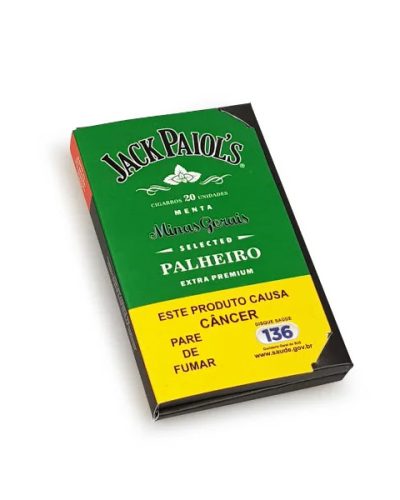 JACK PAIOL'S
CIGARROS 20 UNIDADES
MENTA
Minas Gerais
SELECTED
PALHEIRO
EXTRA PREMIUM
ESTE PRODUTO CAUSA
CÂNCER
PARE
DE
FUMAR
DISQUE SAÚDE
136
www.saude.gov.br